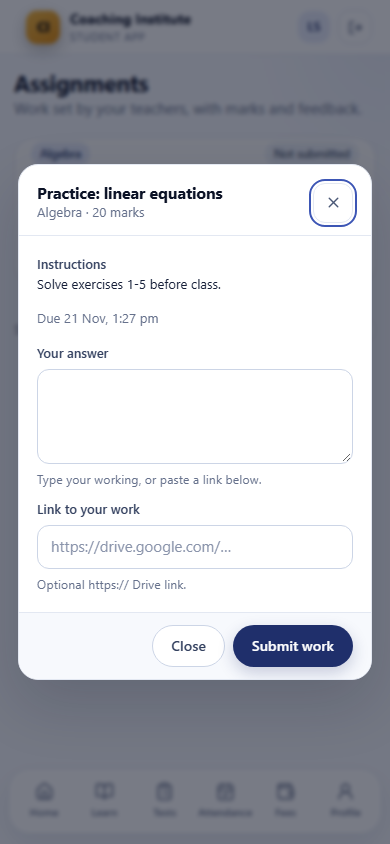 Coaching Institute
STUDENT APP
Assignments
Work set by your teachers, with marks and feedback.
Algebra
Not submitted
Practice: linear equations
Algebra · 20 marks
Instructions
Solve exercises 1-5 before class.
Due 21 Nov, 1:27 pm
Your answer
Type your working, or paste a link below.
Link to your work
https://drive.google.com/...
Optional https:// Drive link.
Close
Submit work
Home
Learn
Tests
Attendance
Fees
Profile